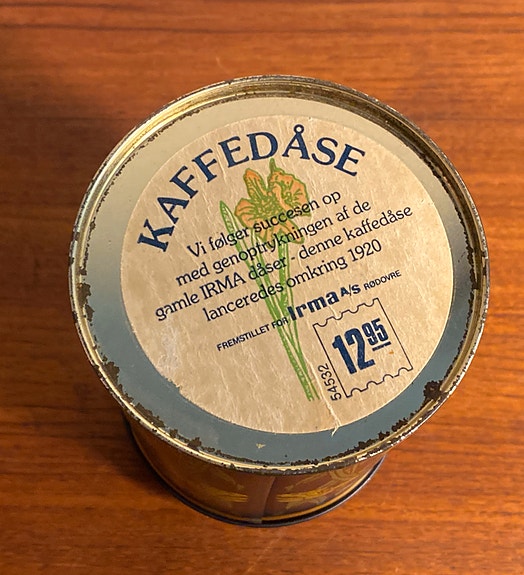 KAFFEDÅSE
Vi følger succesen op
med genoptrykningen af de
gamle IRMA dåser - denne kaffedåse
lanceredes omkring 1920
FREMSTILLET FOR Irma A/S RØDOVRE
12 95
54532